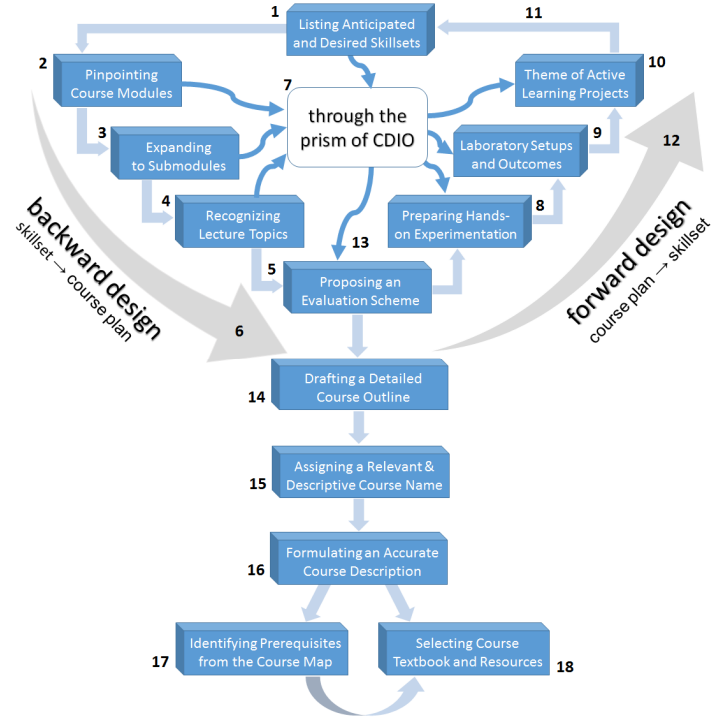 1
Listing Anticipated
and Desired Skillsets
11
2
Pinpointing
Course Modules
7
through the
prism of CDIO
Theme of Active
Learning Projects
10
3
Expanding
to Submodules
Laboratory Setups
and Outcomes
9
12
4
Recognizing
Lecture Topics
Preparing Hands-
on Experimentation
8
13
5
Proposing an
Evaluation Scheme
backward design
skillset → course plan
6
forward design
course plan → skillset
14
Drafting a Detailed
Course Outline
15
Assigning a Relevant &
Descriptive Course Name
16
Formulating an Accurate
Course Description
17
Identifying Prerequisites
from the Course Map
Selecting Course
Textbook and Resources
18